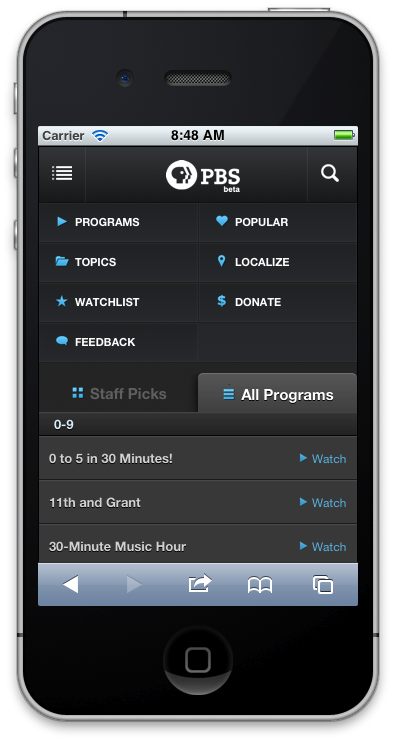 Carrier 8:48 AM
PBS
beta
PROGRAMS POPULAR
TOPICS LOCALIZE
WATCHLIST $ DONATE
FEEDBACK
Staff Picks All Programs
0-9
0 to 5 in 30 Minutes! Watch
11th and Grant Watch
30-Minute Music Hour Watch